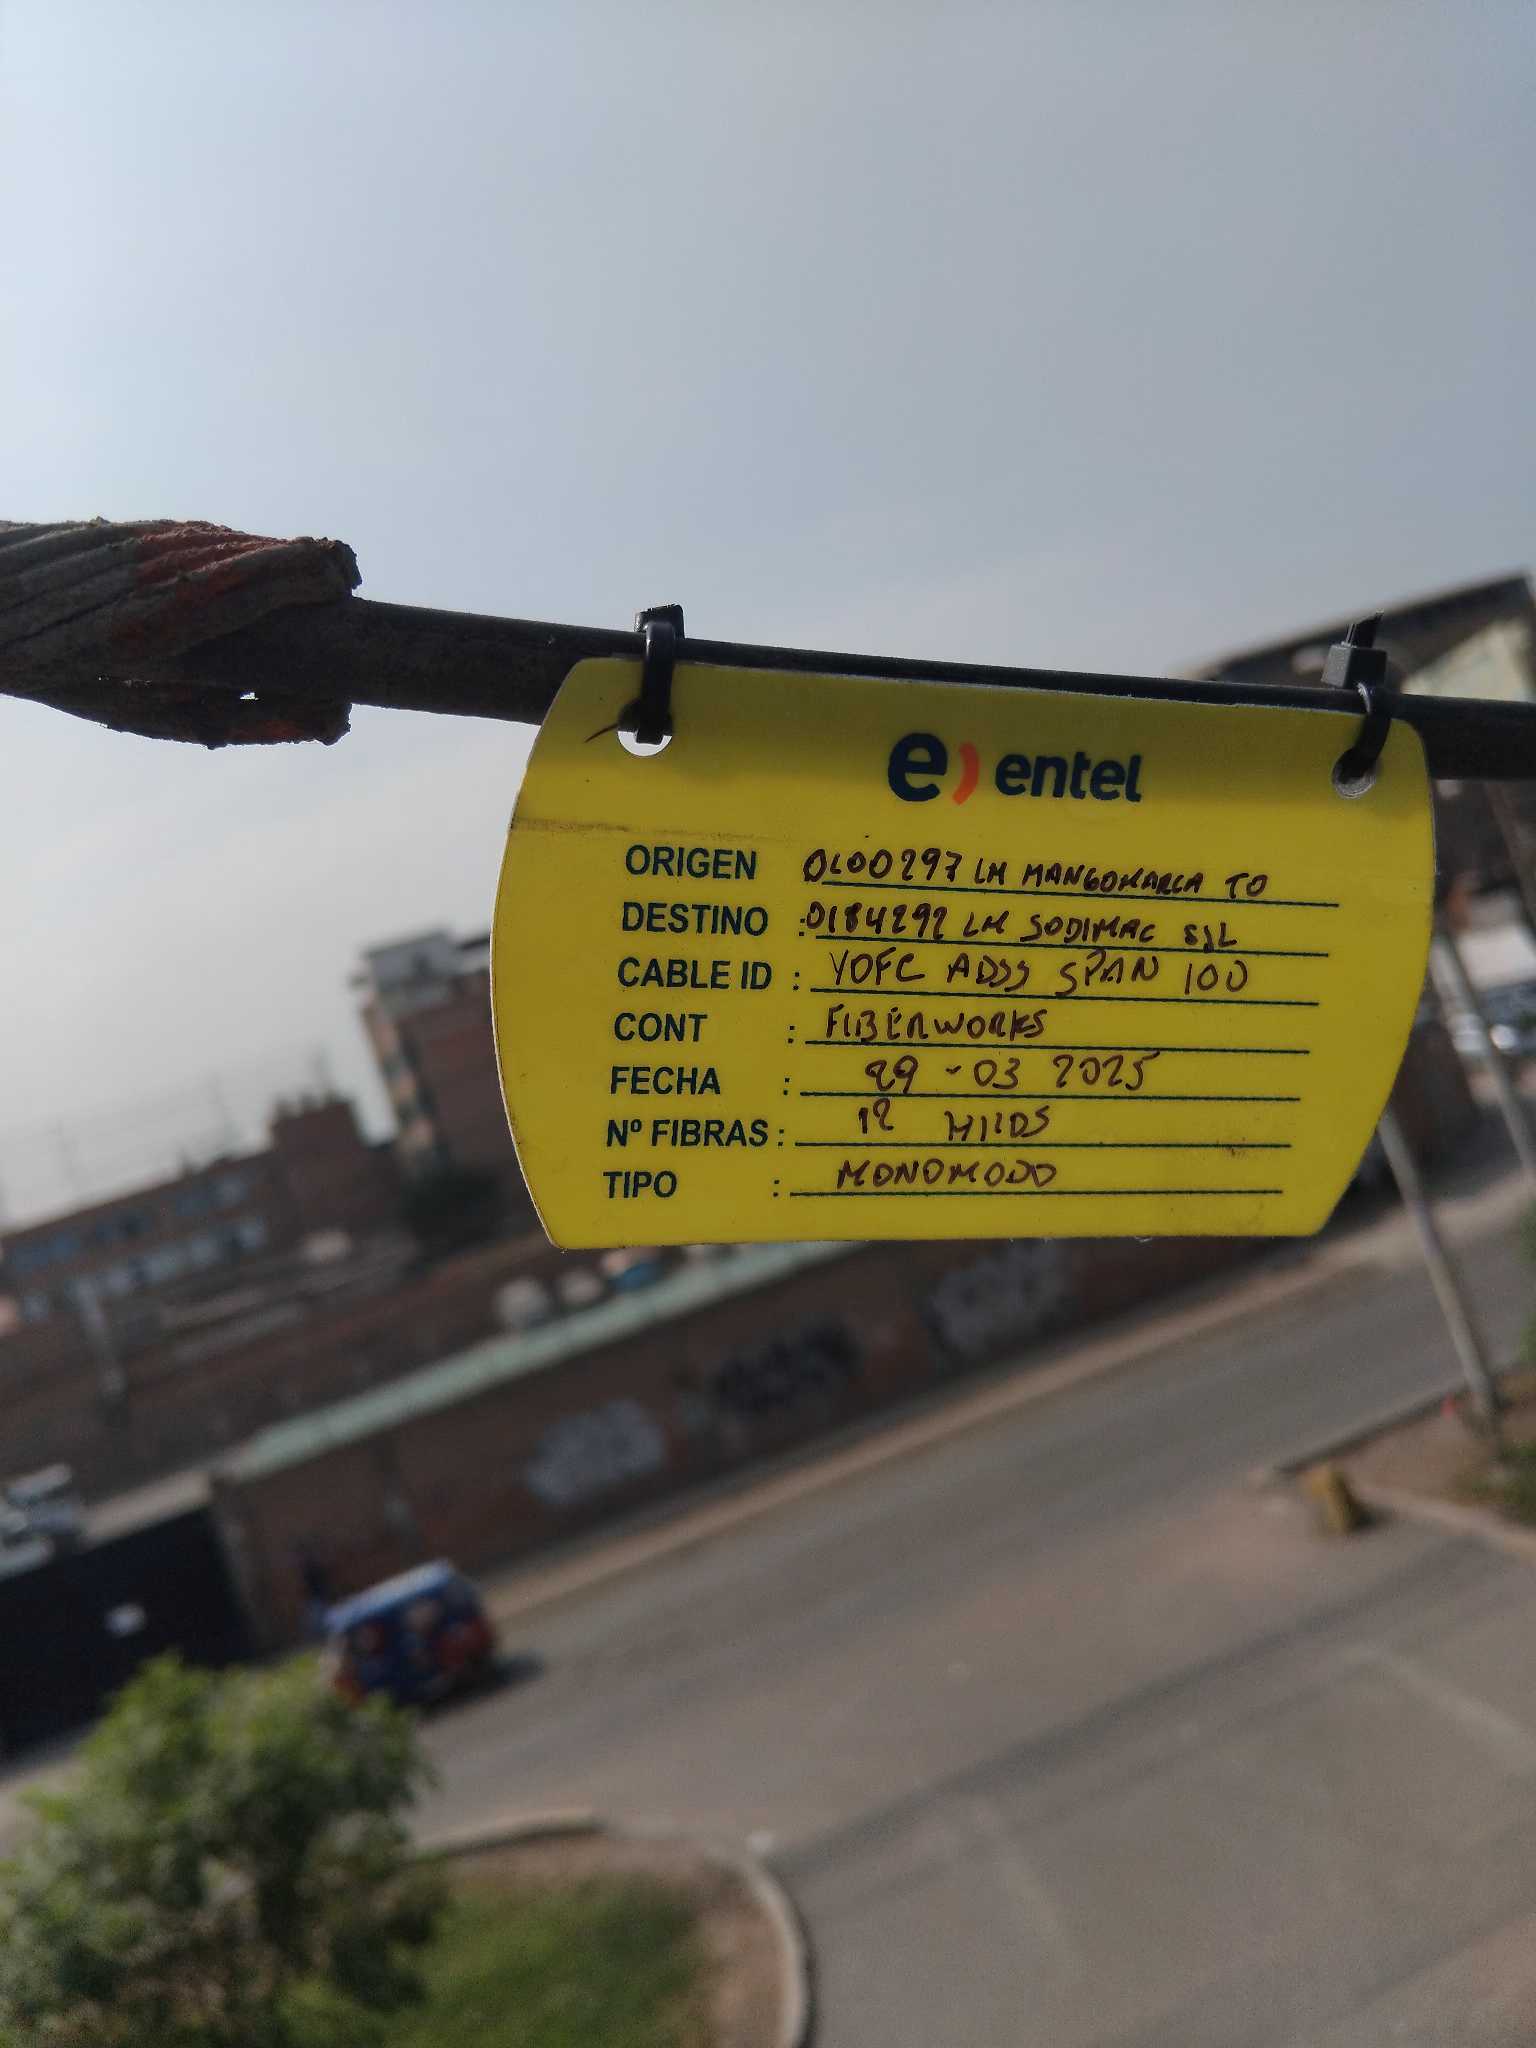 e) entel
ORIGEN 0L00297 LM MANGOMARCA TO
DESTINO : 0184292 LM SODIMAC SJL
CABLE ID : YOFC ADSS SPAN 100
CONT : FIBERWORKS
FECHA : 29-03 2025
Nº FIBRAS : 12 HILOS
TIPO : MONOMODO